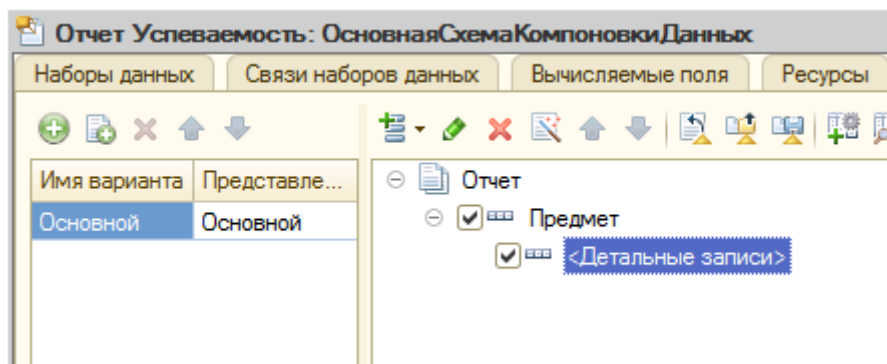 Отчет Успеваемость: ОсновнаяСхемаКомпоновкиДанных
Наборы данных Связи наборов данных Вычисляемые поля Ресурсы
Имя варианта Представле...
Основной Основной
Отчет
Предмет
<Детальные записи>